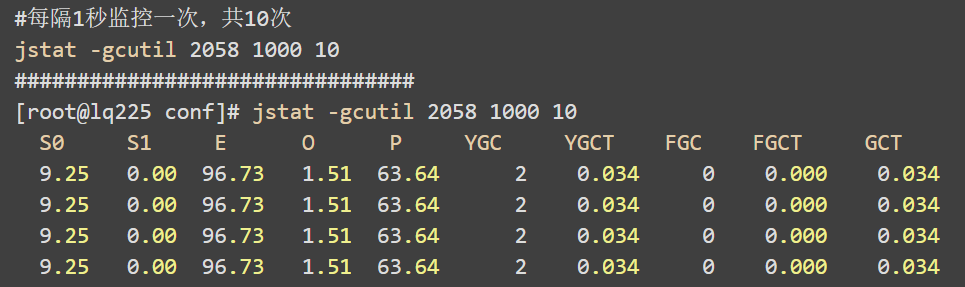 #每隔1秒监控一次，共10次
jstat -gcutil 2058 1000 10
################################
[root@lq225 conf]# jstat -gcutil 2058 1000 10
S0 S1 E O P YGC YGCT FGC FGCT GCT
9.25 0.00 96.73 1.51 63.64 2 0.034 0 0.000 0.034
9.25 0.00 96.73 1.51 63.64 2 0.034 0 0.000 0.034
9.25 0.00 96.73 1.51 63.64 2 0.034 0 0.000 0.034
9.25 0.00 96.73 1.51 63.64 2 0.034 0 0.000 0.034